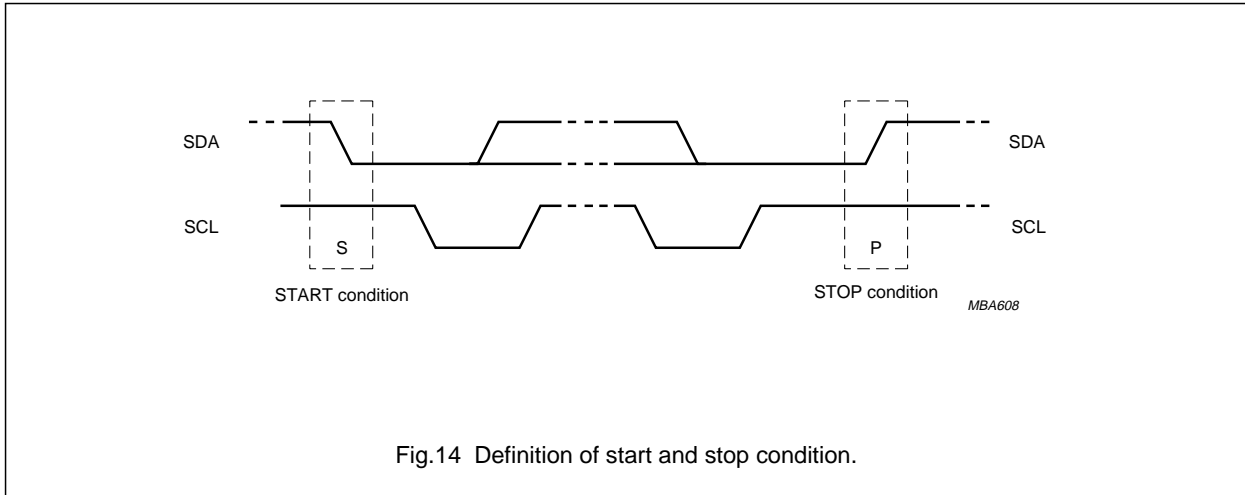 SDA
SDA
SCL
SCL
S
P
START condition
STOP condition
MBA608
Fig.14 Definition of start and stop condition.